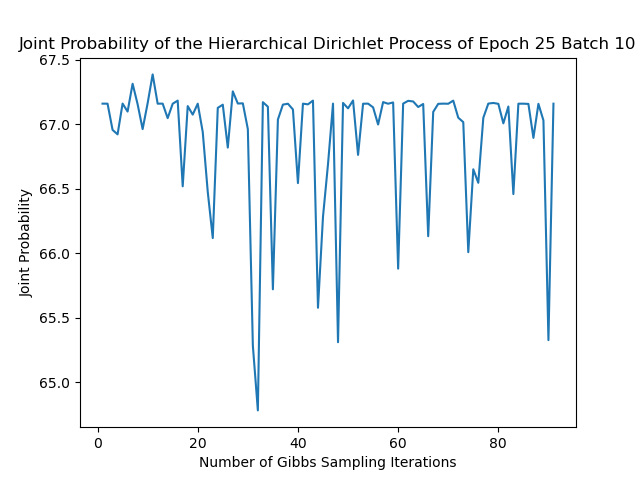 Joint Probability of the Hierarchical Dirichlet Process of Epoch 25 Batch 10
67.5
67.0
66.5
66.0
65.5
65.0
Joint Probability
0 20 40 60 80
Number of Gibbs Sampling Iterations